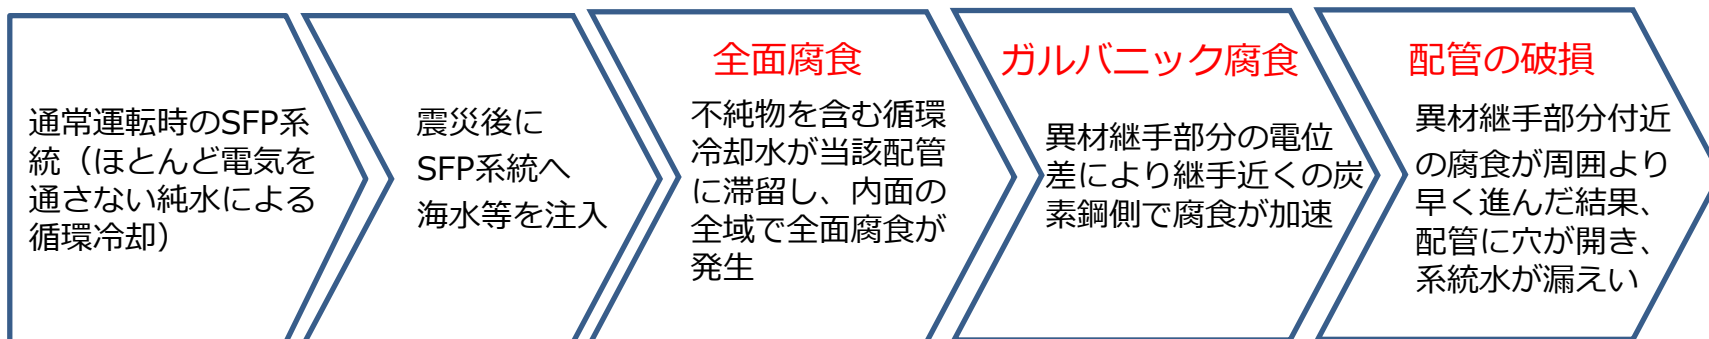 通常運転時のSFP系
統（ほとんど電気を
通さない純水による
循環冷却）
震災後に
SFP系統へ
海水等を注入
全面腐食
不純物を含む循環
冷却水が当該配管
に滞留し、内面の
全域で全面腐食が
発生
ガルバニック腐食
異材継手部分の電位
差により継手近くの炭
素鋼側で腐食が加速
配管の破損
異材継手部分付近
の腐食が周囲より
早く進んだ結果、
配管に穴が開き、
系統水が漏えい